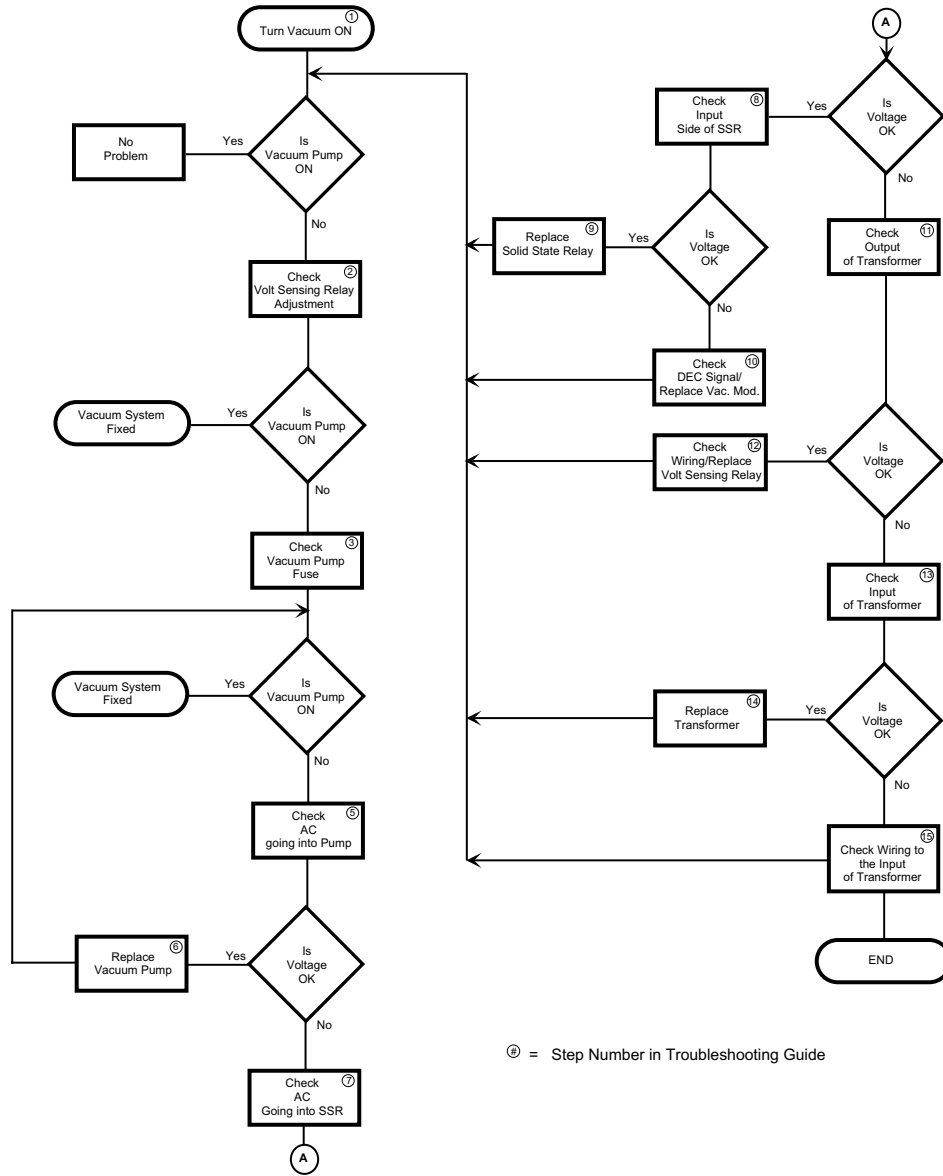 ①
Turn Vacuum ON
Is
Vacuum Pump
ON
Yes
No
Problem
No
②
Check
Volt Sensing Relay
Adjustment
Is
Vacuum Pump
ON
Yes
Vacuum System
Fixed
No
③
Check
Vacuum Pump
Fuse
Is
Vacuum Pump
ON
Yes
Vacuum System
Fixed
No
⑤
Check
AC
going into Pump
Is
Voltage
OK
Yes
⑥
Replace
Vacuum Pump
No
⑦
Check
AC
Going into SSR
A
A
Is
Voltage
OK
Yes
⑧
Check
Input
Side of SSR
Is
Voltage
OK
Yes
⑨
Replace
Solid State Relay
No
⑩
Check
DEC Signal/
Replace Vac. Mod.
No
⑪
Check
Output
of Transformer
Is
Voltage
OK
Yes
⑫
Check
Wiring/Replace
Volt Sensing Relay
No
⑬
Check
Input
of Transformer
Is
Voltage
OK
Yes
⑭
Replace
Transformer
No
⑮
Check Wiring to
the Input
of Transformer
END
# = Step Number in Troubleshooting Guide